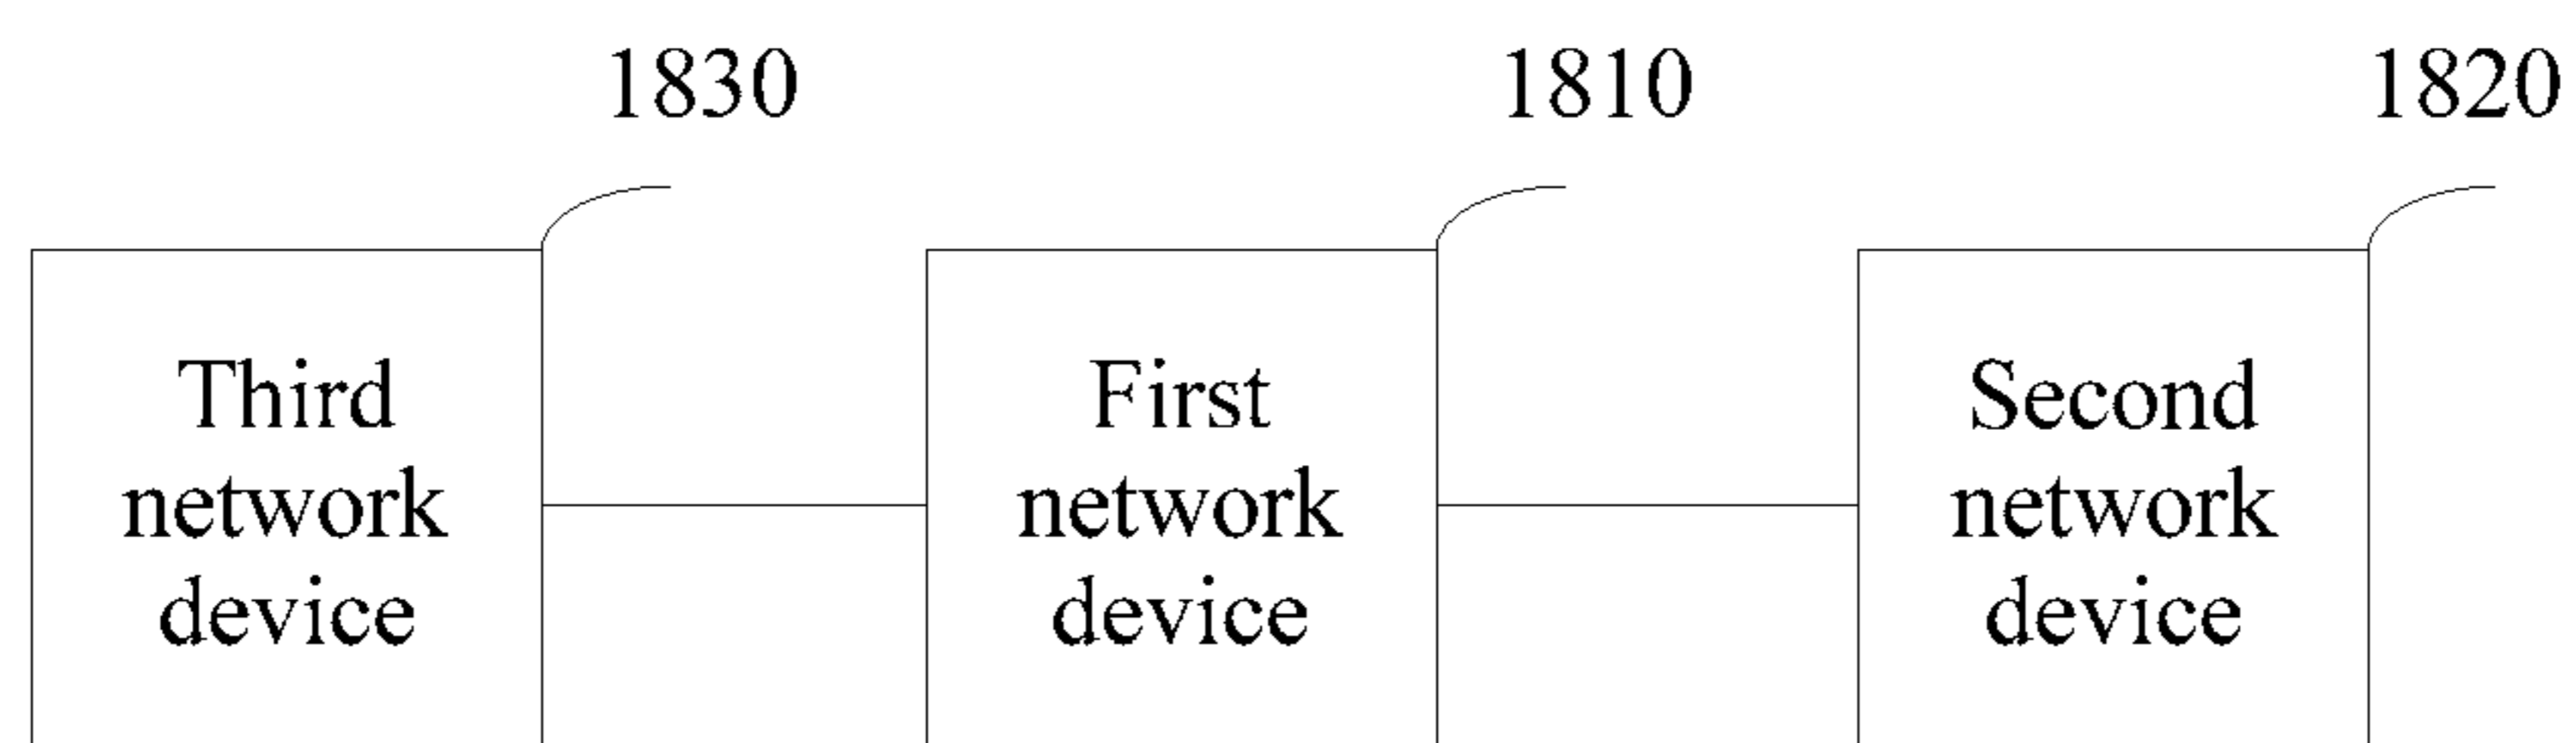 1830
1810
1820
Third
network
device
First
network
device
Second
network
device